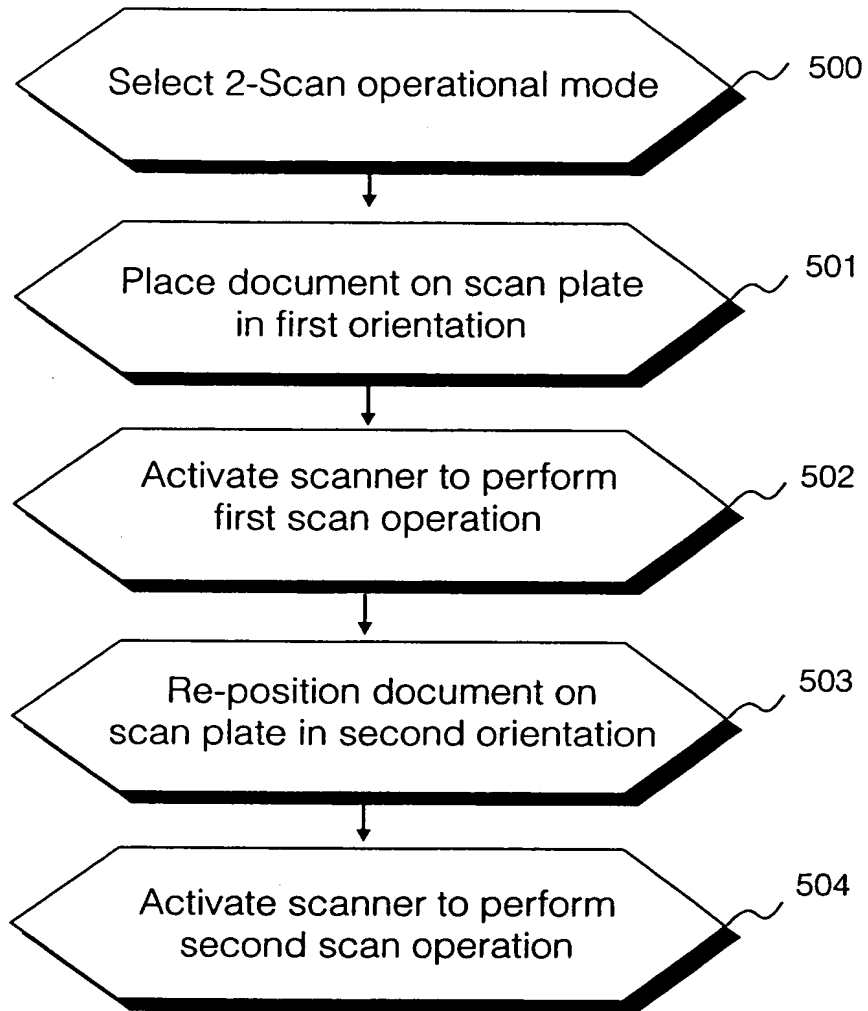 Select 2-Scan operational mode
500
Place document on scan plate
in first orientation
501
Activate scanner to perform
first scan operation
502
Re-position document on
scan plate in second orientation
503
Activate scanner to perform
second scan operation
504